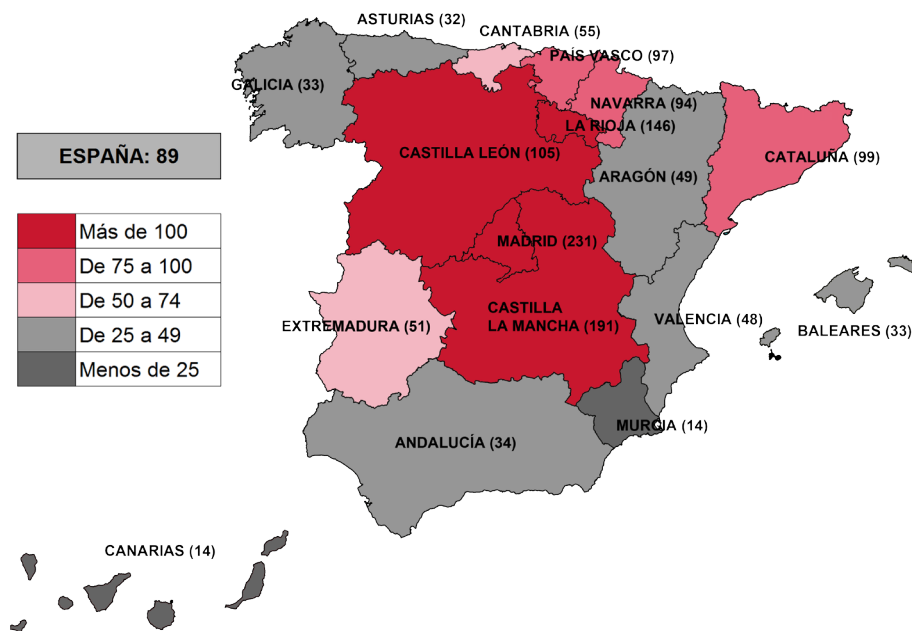 ASTURIAS (32)
CANTABRIA (55)
PAÍS VASCO (97)
GALICIA (33)
NAVARRA (94)
LA RIOJA (146)
ESPAÑA: 89
CASTILLA LEÓN (105)
CATALUÑA (99)
ARAGÓN (49)
Más de 100
De 75 a 100
De 50 a 74
De 25 a 49
Menos de 25
MADRID (231)
CASTILLA
LA MANCHA (191)
EXTREMADURA (51)
VALENCIA (48)
BALEARES (33)
MURCIA (14)
ANDALUCÍA (34)
CANARIAS (14)